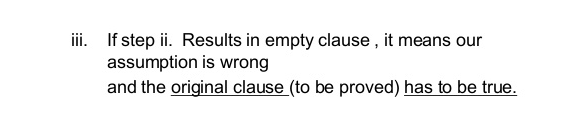 iii. If step ii. Results in empty clause , it means our
assumption is wrong
and the original clause (to be proved) has to be true.